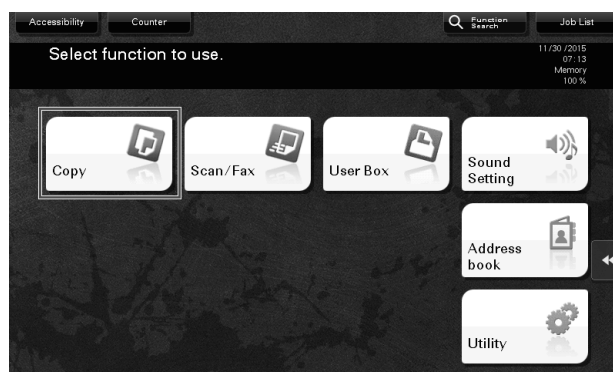 Accessibility
Counter
Function
Search
Job List
Select function to use.
11/30 /2015
07:13
Memory
100 %
Copy
Scan/Fax
User Box
Sound
Setting
Address
book
Utility